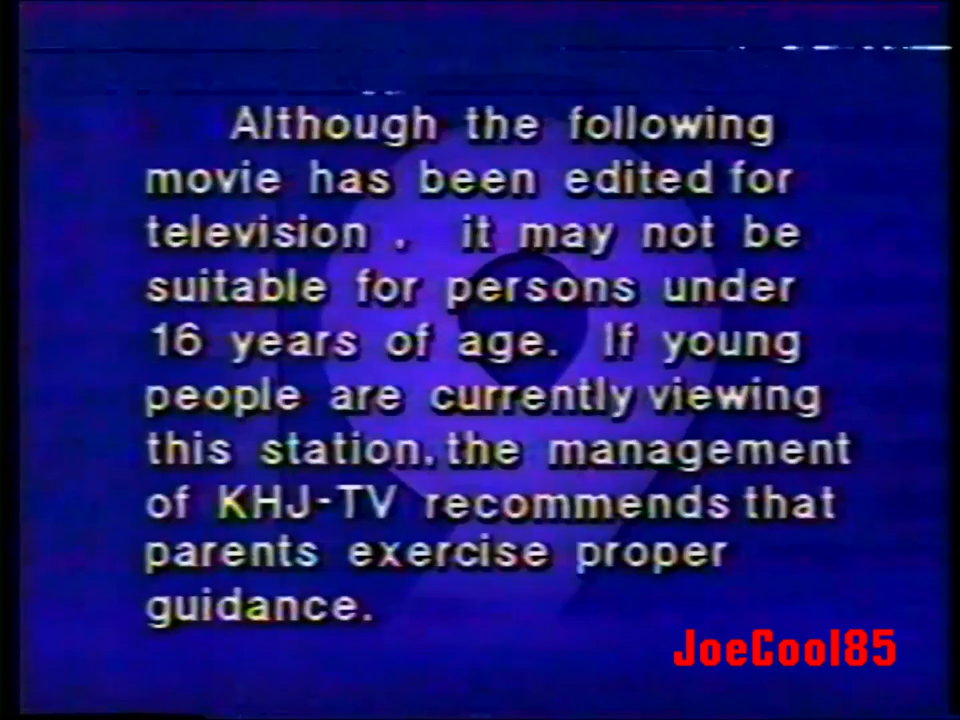 Although the following
movie has been edited for
television , it may not be
suitable for persons under
16 years of age. If young
people are currently viewing
this station, the management
of KHJ-TV recommends that
parents exercise proper
guidance.
JoeCool85
9